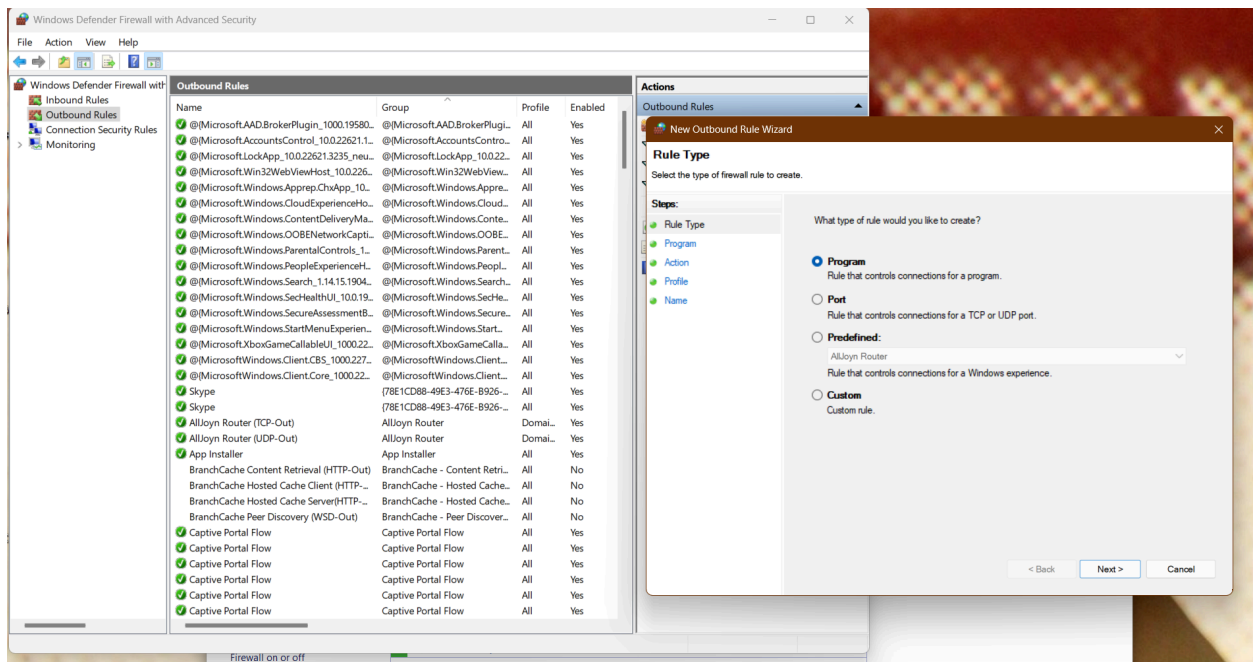 Windows Defender Firewall with Advanced Security
File Action View Help
Windows Defender Firewall with
Inbound Rules
Outbound Rules
Connection Security Rules
Monitoring
Outbound Rules
Name Group Profile Enabled
@{Microsoft.AAD.BrokerPlugin_1000.19580... @{Microsoft.AAD.BrokerPlugi... All Yes
@{Microsoft.AccountsControl_10.0.22621.1... @{Microsoft.AccountsContro... All Yes
@{Microsoft.LockApp_10.0.22621.3235_neu... @{Microsoft.LockApp_10.0.22... All Yes
@{Microsoft.Win32WebViewHost_10.0.226... @{Microsoft.Win32WebView... All Yes
@{Microsoft.Windows.Apprep.ChxApp_10... @{Microsoft.Windows.Appre... All Yes
@{Microsoft.Windows.CloudExperienceHo... @{Microsoft.Windows.Cloud... All Yes
@{Microsoft.Windows.ContentDeliveryMa... @{Microsoft.Windows.Conte... All Yes
@{Microsoft.Windows.OOBENetworkCapti... @{Microsoft.Windows.OOBE... All Yes
@{Microsoft.Windows.ParentalControls_1... @{Microsoft.Windows.Parent... All Yes
@{Microsoft.Windows.PeopleExperienceH... @{Microsoft.Windows.Peopl... All Yes
@{Microsoft.Windows.Search_1.14.15.1904... @{Microsoft.Windows.Search... All Yes
@{Microsoft.Windows.SecHealthUI_10.0.19... @{Microsoft.Windows.SecHe... All Yes
@{Microsoft.Windows.SecureAssessmentB... @{Microsoft.Windows.Secure... All Yes
@{Microsoft.Windows.StartMenuExperien... @{Microsoft.Windows.Start... All Yes
@{Microsoft.XboxGameCallableUI_1000.22... @{Microsoft.XboxGameCalla... All Yes
@{MicrosoftWindows.Client.CBS_1000.227... @{MicrosoftWindows.Client.... All Yes
@{MicrosoftWindows.Client.Core_1000.22... @{MicrosoftWindows.Client.... All Yes
Skype {78E1CD88-49E3-476E-B926-... All Yes
Skype {78E1CD88-49E3-476E-B926-... All Yes
AllJoyn Router (TCP-Out) AllJoyn Router Domai... Yes
AllJoyn Router (UDP-Out) AllJoyn Router Domai... Yes
App Installer App Installer All Yes
BranchCache Content Retrieval (HTTP-Out) BranchCache - Content Retri... All No
BranchCache Hosted Cache Client (HTTP-... BranchCache - Hosted Cache... All No
BranchCache Hosted Cache Server(HTTP-... BranchCache - Hosted Cache... All No
BranchCache Peer Discovery (WSD-Out) BranchCache - Peer Discover... All No
Captive Portal Flow Captive Portal Flow All Yes
Captive Portal Flow Captive Portal Flow All Yes
Captive Portal Flow Captive Portal Flow All Yes
Captive Portal Flow Captive Portal Flow All Yes
Captive Portal Flow Captive Portal Flow All Yes
Captive Portal Flow Captive Portal Flow All Yes
Actions
Outbound Rules
New Outbound Rule Wizard
Rule Type
Select the type of firewall rule to create.
Steps:
Rule Type
Program
Action
Profile
Name
What type of rule would you like to create?
Program
Rule that controls connections for a program.
Port
Rule that controls connections for a TCP or UDP port.
Predefined:
AllJoyn Router
Rule that controls connections for a Windows experience.
Custom
Custom rule.
< Back Next > Cancel
Firewall on or off